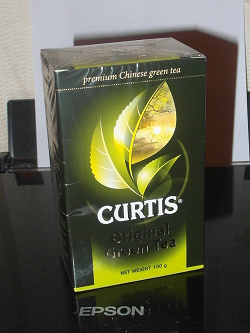 premium Chinese green tea
CURTIS®
Original
Green Tea
NET WEIGHT 100 g
EPSON